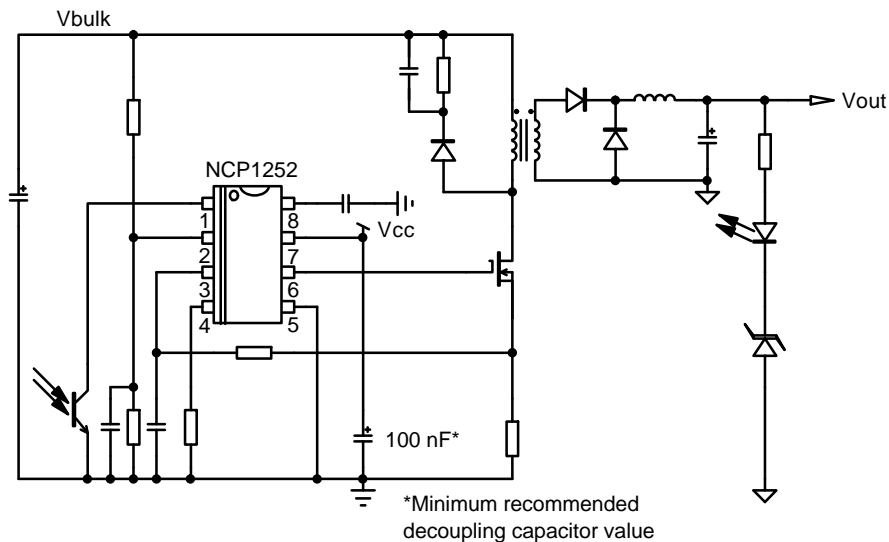 Vbulk
Vout
NCP1252
1
8
Vcc
2
7
3
6
4
5
100 nF*
*Minimum recommended
decoupling capacitor value